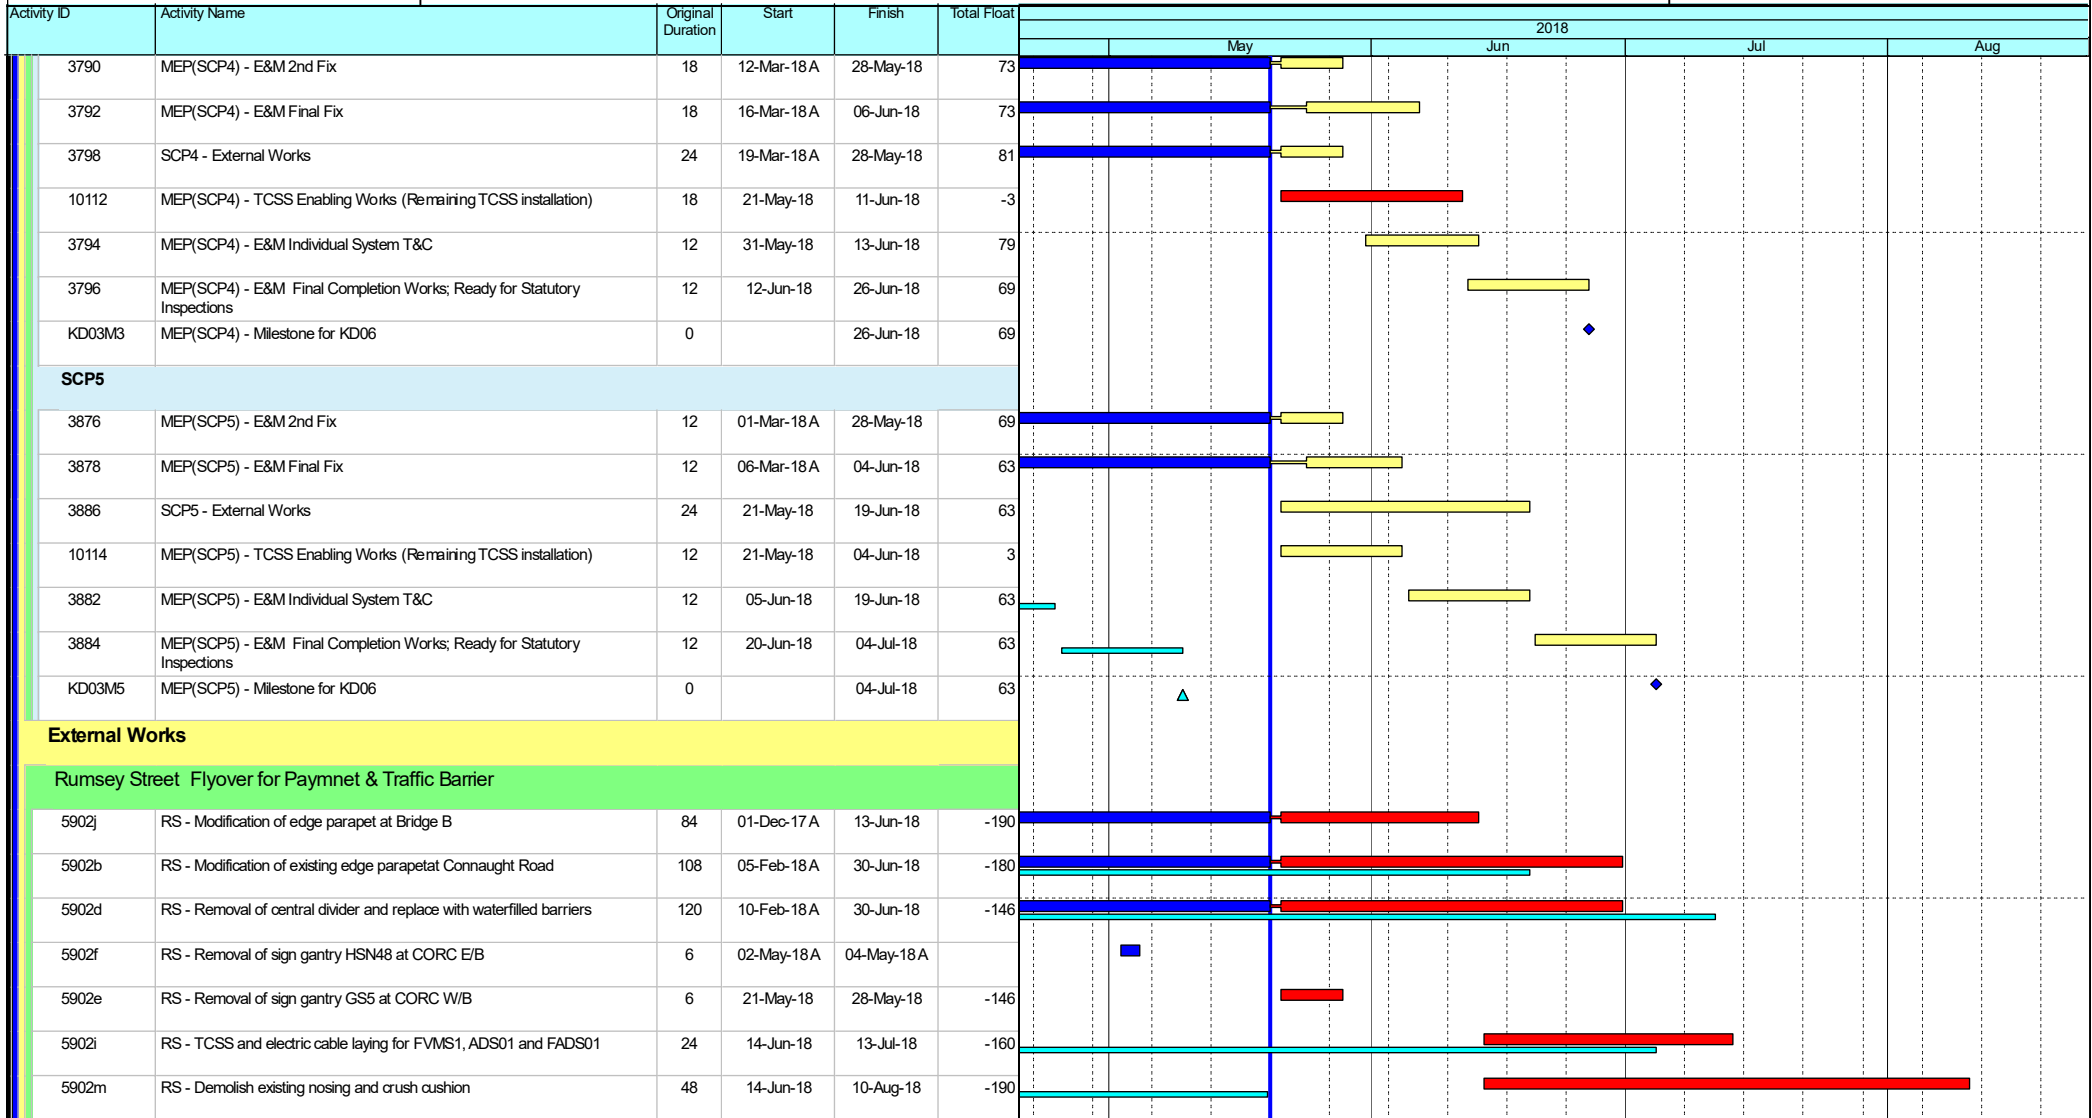 Activity ID Activity Name Original Start Finish Total Float
Duration
2018
May Jun Jul Aug
3790 MEP(SCP4) - E&M 2nd Fix 18 12-Mar-18 A 28-May-18 73
3792 MEP(SCP4) - E&M Final Fix 18 16-Mar-18 A 06-Jun-18 73
3798 SCP4 - External Works 24 19-Mar-18 A 28-May-18 81
10112 MEP(SCP4) - TCSS Enabling Works (Remaining TCSS installation) 18 21-May-18 11-Jun-18 -3
3794 MEP(SCP4) - E&M Individual System T&C 12 31-May-18 13-Jun-18 79
3796 MEP(SCP4) - E&M Final Completion Works; Ready for Statutory 12 12-Jun-18 26-Jun-18 69
Inspections
KD03M3 MEP(SCP4) - Milestone for KD06 0 26-Jun-18 69
SCP5
3876 MEP(SCP5) - E&M 2nd Fix 12 01-Mar-18 A 28-May-18 69
3878 MEP(SCP5) - E&M Final Fix 12 06-Mar-18 A 04-Jun-18 63
3886 SCP5 - External Works 24 21-May-18 19-Jun-18 63
10114 MEP(SCP5) - TCSS Enabling Works (Remaining TCSS installation) 12 21-May-18 04-Jun-18 3
3882 MEP(SCP5) - E&M Individual System T&C 12 05-Jun-18 19-Jun-18 63
3884 MEP(SCP5) - E&M Final Completion Works; Ready for Statutory 12 20-Jun-18 04-Jul-18 63
Inspections
KD03M5 MEP(SCP5) - Milestone for KD06 0 04-Jul-18 63
External Works
Rumsey Street Flyover for Paymnet & Traffic Barrier
5902j RS - Modification of edge parapet at Bridge B 84 01-Dec-17 A 13-Jun-18 -190
5902b RS - Modification of existing edge parapetat Connaught Road 108 05-Feb-18 A 30-Jun-18 -180
5902d RS - Removal of central divider and replace with waterfilled barriers 120 10-Feb-18 A 30-Jun-18 -146
5902f RS - Removal of sign gantry HSN48 at CORC E/B 6 02-May-18 A 04-May-18 A
5902e RS - Removal of sign gantry GS5 at CORC W/B 6 21-May-18 28-May-18 -146
5902i RS - TCSS and electric cable laying for FVMS1, ADS01 and FADS01 24 14-Jun-18 13-Jul-18 -160
5902m RS - Demolish existing nosing and crush cushion 48 14-Jun-18 10-Aug-18 -190